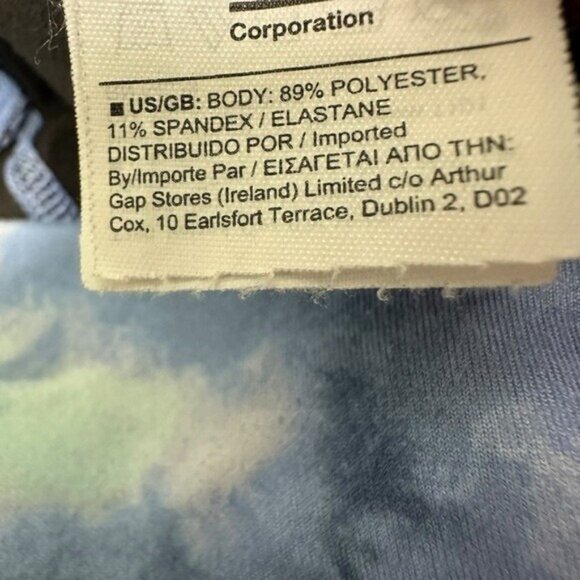 Corporation
US/GB: BODY: 89% POLYESTER,
11% SPANDEX / ELASTANE
DISTRIBUIDO POR / Imported
By/Importe Par / ΕΙΣΑΓΕΤΑΙ ΑΠΟ ΤΗΝ:
Gap Stores (Ireland) Limited c/o Arthur
Cox, 10 Earlsfort Terrace, Dublin 2, D02